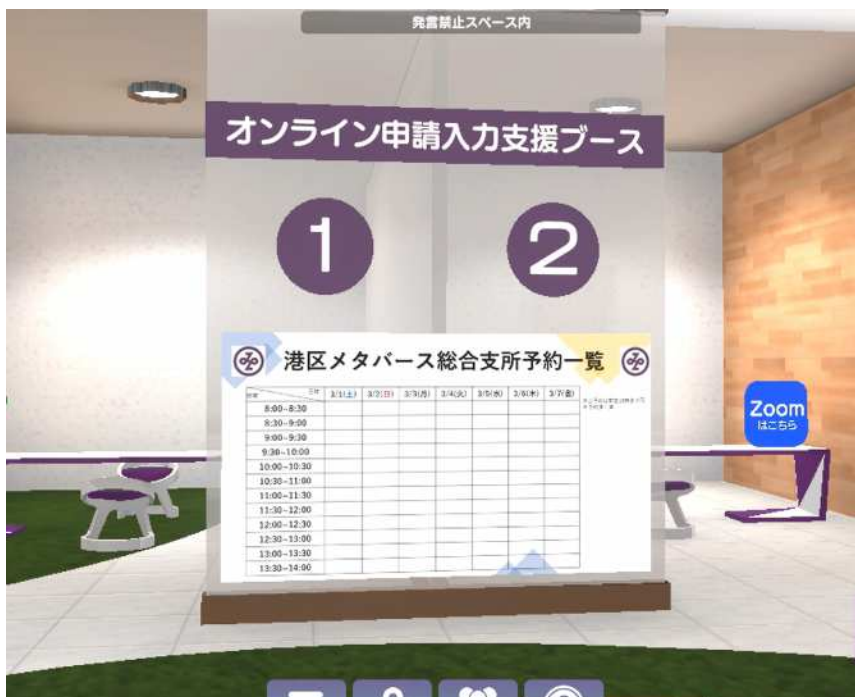 発言禁止スペース内
オンライン申請入力支援ブース
1 2
港区メタバース総合支所予約一覧
日付 3/1(土) 3/2(日) 3/3(月) 3/4(火) 3/5(水) 3/6(木) 3/7(金)
8:00~8:30
8:30~9:00
9:00~9:30
9:30~10:00
10:00~10:30
10:30~11:00
11:00~11:30
11:30~12:00
12:00~12:30
12:30~13:00
13:00~13:30
13:30~14:00
Zoom
はこちら